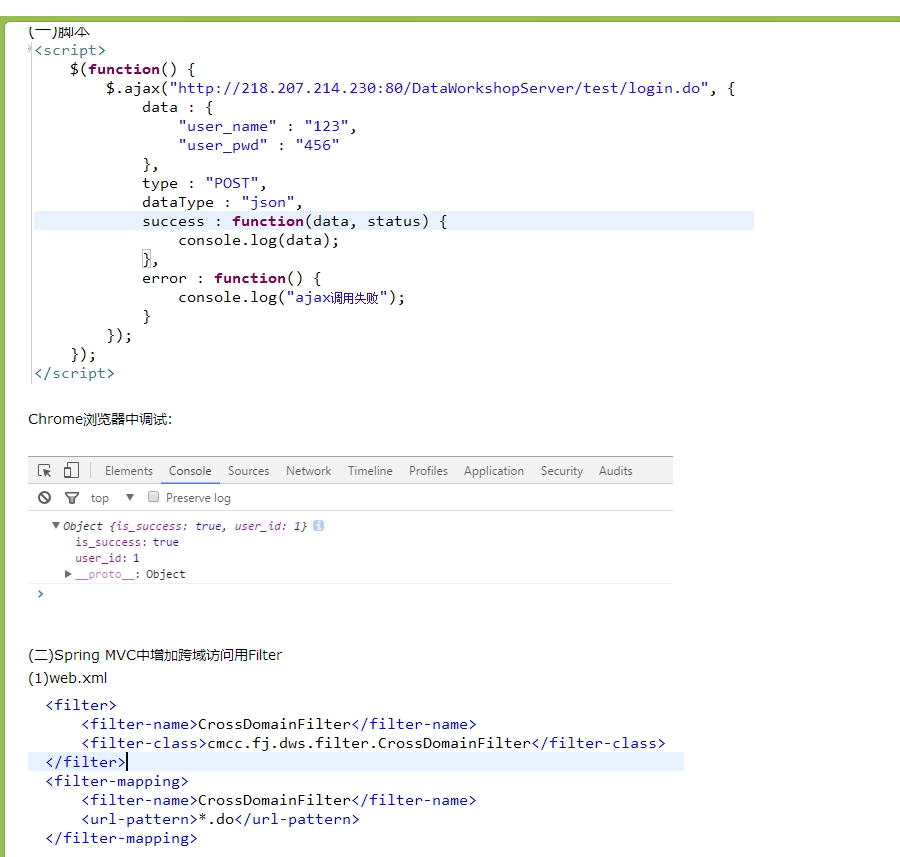 (一)脚本
<script>
$(function() {
$.ajax("http://218.207.214.230:80/DataWorkshopServer/test/login.do", {
data : {
"user_name" : "123",
"user_pwd" : "456"
},
type : "POST",
dataType : "json",
success : function(data, status) {
console.log(data);
},
error : function() {
console.log("ajax调用失败");
}
});
});
</script>
Chrome浏览器中调试:
Elements Console Sources Network Timeline Profiles Application Security Audits
top Preserve log
Object {is_success: true, user_id: 1}
is_success: true
user_id: 1
__proto__: Object
(二)Spring MVC中增加跨域访问用Filter
(1)web.xml
<filter>
<filter-name>CrossDomainFilter</filter-name>
<filter-class>cmcc.fj.dws.filter.CrossDomainFilter</filter-class>
</filter>
<filter-mapping>
<filter-name>CrossDomainFilter</filter-name>
<url-pattern>*.do</url-pattern>
</filter-mapping>